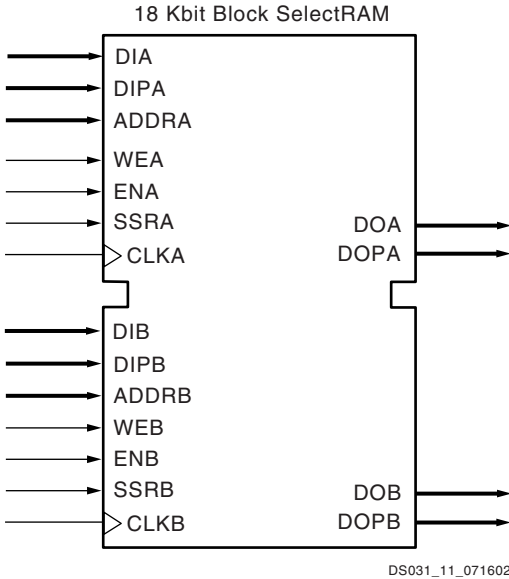 18 Kbit Block SelectRAM
DIA
DIPA
ADDRA
WEA
ENA
SSRA
CLKA
DOA
DOPA
DIB
DIPB
ADDRB
WEB
ENB
SSRB
CLKB
DOB
DOPB
DS031_11_071602